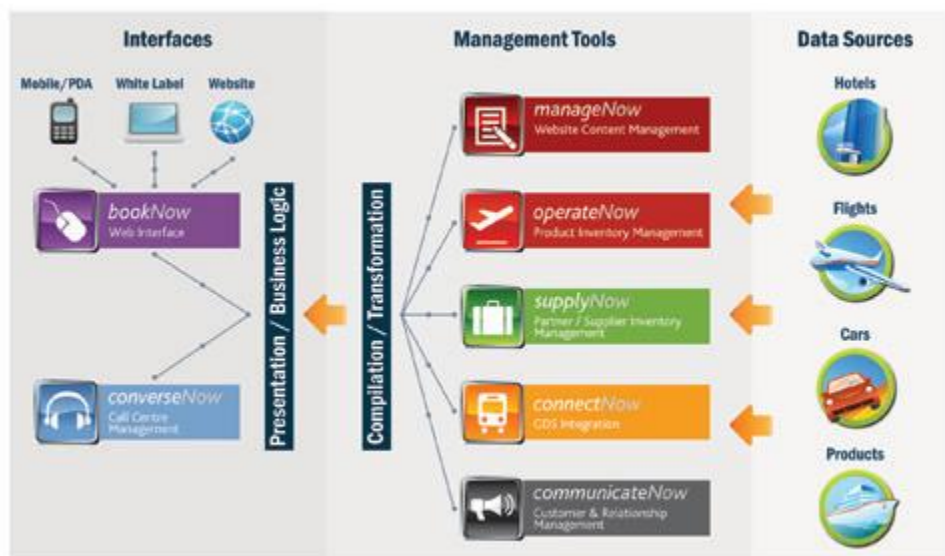 Interfaces
Management Tools
Data Sources
Mobile/PDA
White Label
Website
bookNow
Web Interface
converseNow
Call Centre
Management
Presentation / Business Logic
Compilation / Transformation
manageNow
Website Content Management
operateNow
Product Inventory Management
supplyNow
Partner / Supplier Inventory
Management
connectNow
GDS Integration
communicateNow
Customer & Relationship
Management
Hotels
Flights
Cars
Products